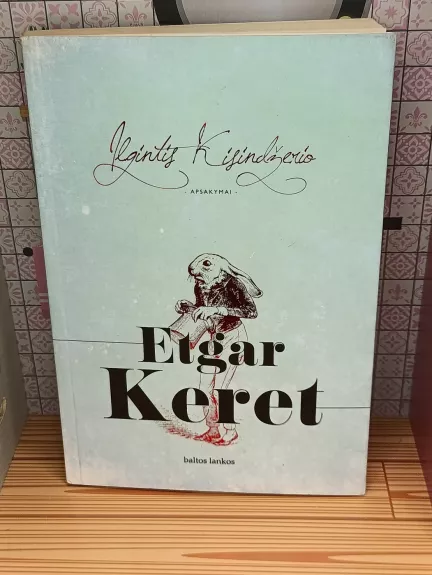 Ilgintis Kisindžerio
- APSAKYMAI -
Etgar
Keret
baltos lankos